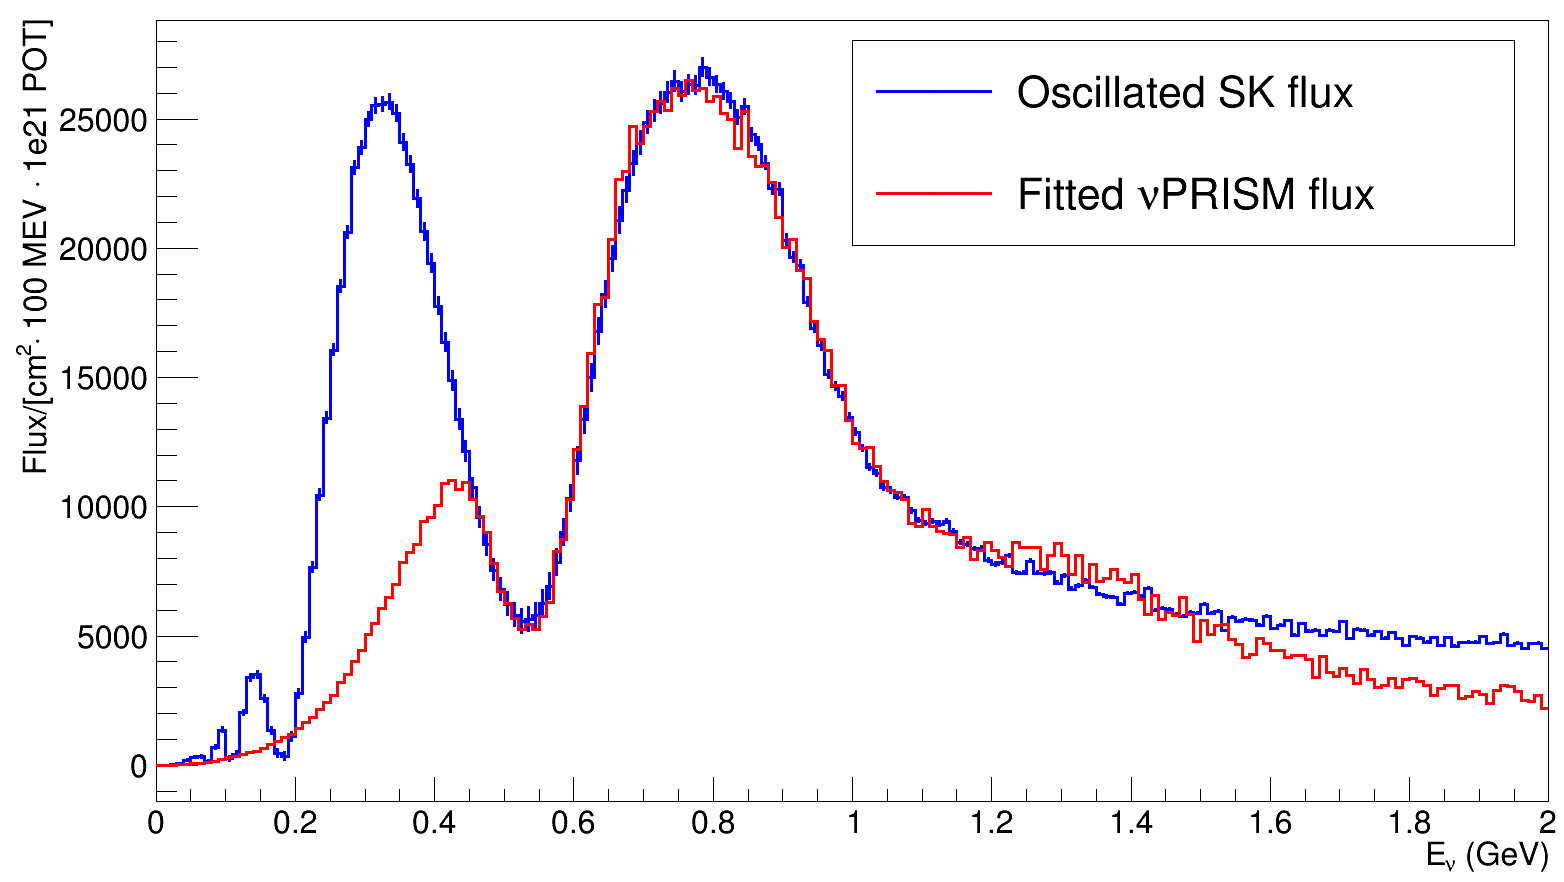 Flux/[cm²· 100 MEV · 1e21 POT]
25000
20000
15000
10000
5000
0
Oscillated SK flux
Fitted νPRISM flux
0 0.2 0.4 0.6 0.8 1 1.2 1.4 1.6 1.8 2
Eν (GeV)